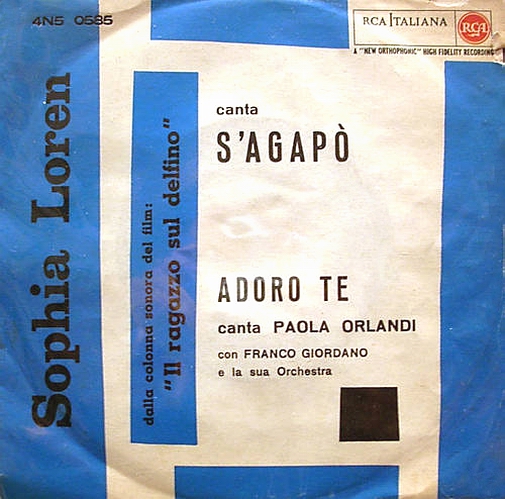 4N5 0585
RCA ITALIANA
RCA
A "NEW ORTHOPHONIC" HIGH FIDELITY RECORDING
Sophia Loren
dalla colonna sonora del film:
"Il ragazzo sul delfino"
canta
S'AGAPÒ
ADORO TE
canta PAOLA ORLANDI
con FRANCO GIORDANO
e la sua Orchestra